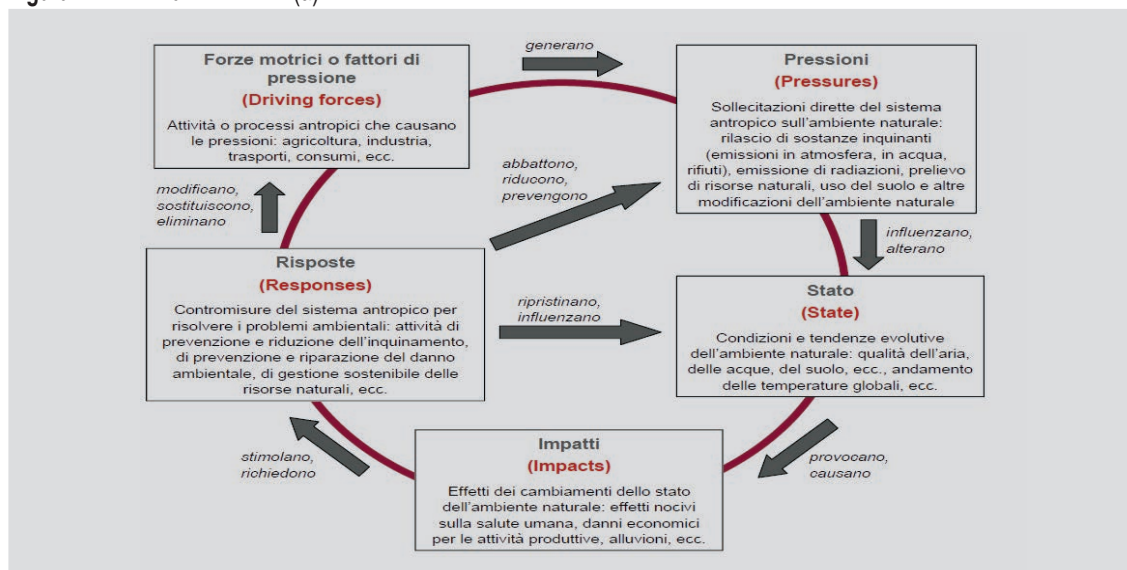 generano
Forze motrici o fattori di
pressione
(Driving forces)
Attività o processi antropici che causano
le pressioni: agricoltura, industria,
trasporti, consumi, ecc.
Pressioni
(Pressures)
Sollecitazioni dirette del sistema
antropico sull'ambiente naturale:
rilascio di sostanze inquinanti
(emissioni in atmosfera, in acqua,
rifiuti), emissione di radiazioni, prelievo
di risorse naturali, uso del suolo e altre
modificazioni dell'ambiente naturale
abbattono,
riducono,
prevengono
modificano,
sostituiscono,
eliminano
influenzano,
alterano
Risposte
(Responses)
Contromisure del sistema antropico per
risolvere i problemi ambientali: attività di
prevenzione e riduzione dell'inquinamento,
di prevenzione e riparazione del danno
ambientale, di gestione sostenibile delle
risorse naturali, ecc.
ripristinano,
influenzano
Stato
(State)
Condizioni e tendenze evolutive
dell'ambiente naturale: qualità dell'aria,
delle acque, del suolo, ecc., andamento
delle temperature globali, ecc.
stimolano,
richiedono
Impatti
(Impacts)
Effetti dei cambiamenti dello stato
dell'ambiente naturale: effetti nocivi
sulla salute umana, danni economici
per le attività produttive, alluvioni, ecc.
provocano,
causano